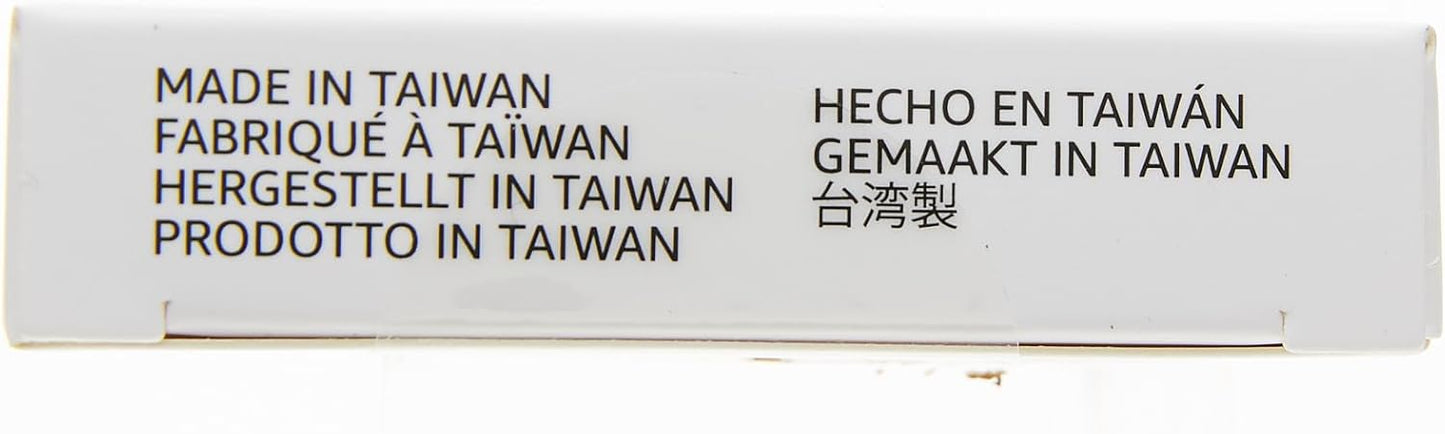 MADE IN TAIWAN
FABRIQUÉ À TAÏWAN
HERGESTELLT IN TAIWAN
PRODOTTO IN TAIWAN
HECHO EN TAIWÁN
GEMAAKT IN TAIWAN
台湾製